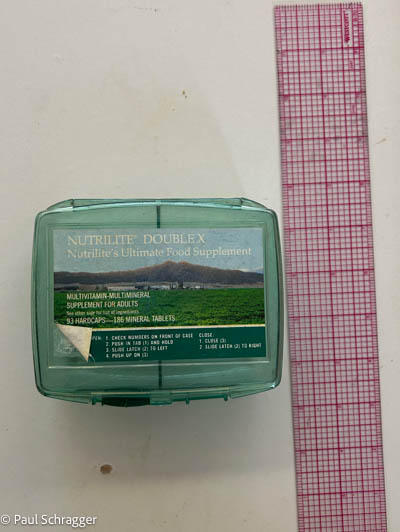 WESTCOTT
NUTRILITE® DOUBLE X
Nutrilite's Ultimate Food Supplement
MULTIVITAMIN-MULTIMINERAL
SUPPLEMENT FOR ADULTS
See other side for list of ingredients
93 HARDCAPS—186 MINERAL TABLETS
PEN: 1. CHECK NUMBERS ON FRONT OF CASE
2. PUSH IN TAB (1) AND HOLD
3. SLIDE LATCH (2) TO LEFT
4. PUSH UP ON (3)
CLOSE:
1. CLOSE (3)
2. SLIDE LATCH (2) TO RIGHT
© Paul Schragger